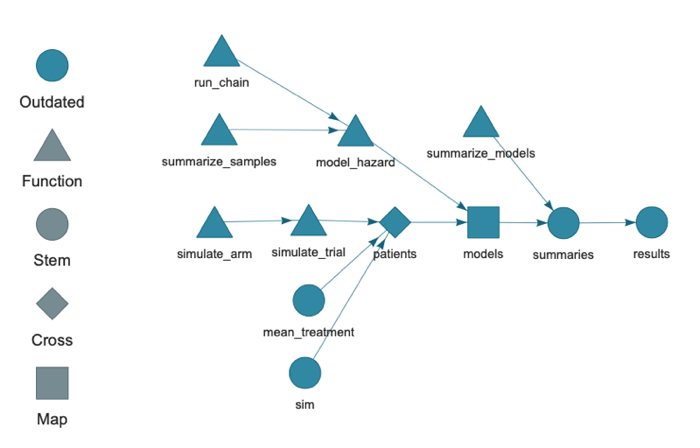 Outdated
Function
Stem
Cross
Map
run_chain
summarize_samples
model_hazard
summarize_models
simulate_arm
simulate_trial
patients
models
summaries
results
mean_treatment
sim